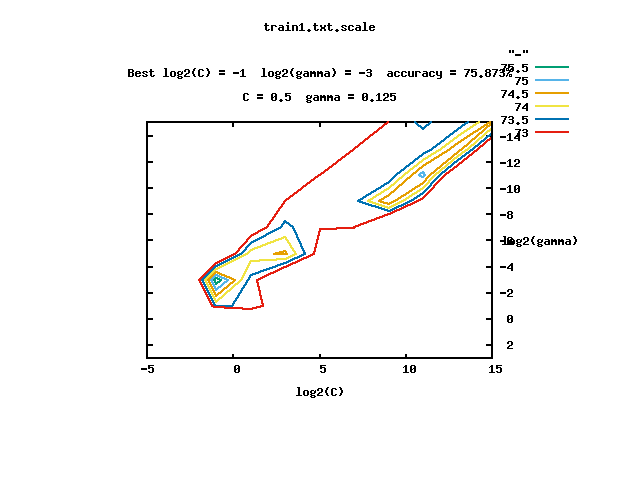 train1.txt.scale
"-"
Best log2(C) = -1  log2(gamma) = -3  accuracy = 75.873%
75.5
75
C = 0.5  gamma = 0.125
74.5
74
73.5
73
-14
-12
-10
-8
-6
log2(gamma)
-4
-2
0
2
-5 0 5 10 15
log2(C)